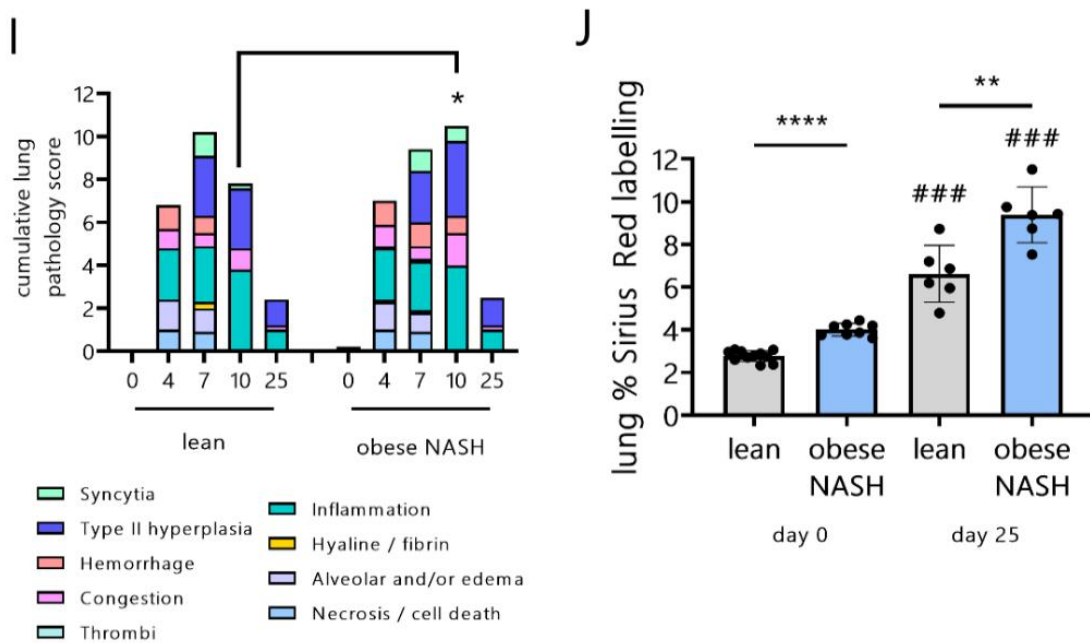 I
cumulative lung
pathology score
12
10
8
6
4
2
0
*
0 4 7 10 25 0 4 7 10 25
lean obese NASH
Syncytia
Type II hyperplasia
Hemorrhage
Congestion
Thrombi
Inflammation
Hyaline / fibrin
Alveolar and/or edema
Necrosis / cell death
J
lung % Sirius Red labelling
12
10
8
6
4
2
0
****
**
###
###
lean obese lean obese
NASH NASH
day 0 day 25